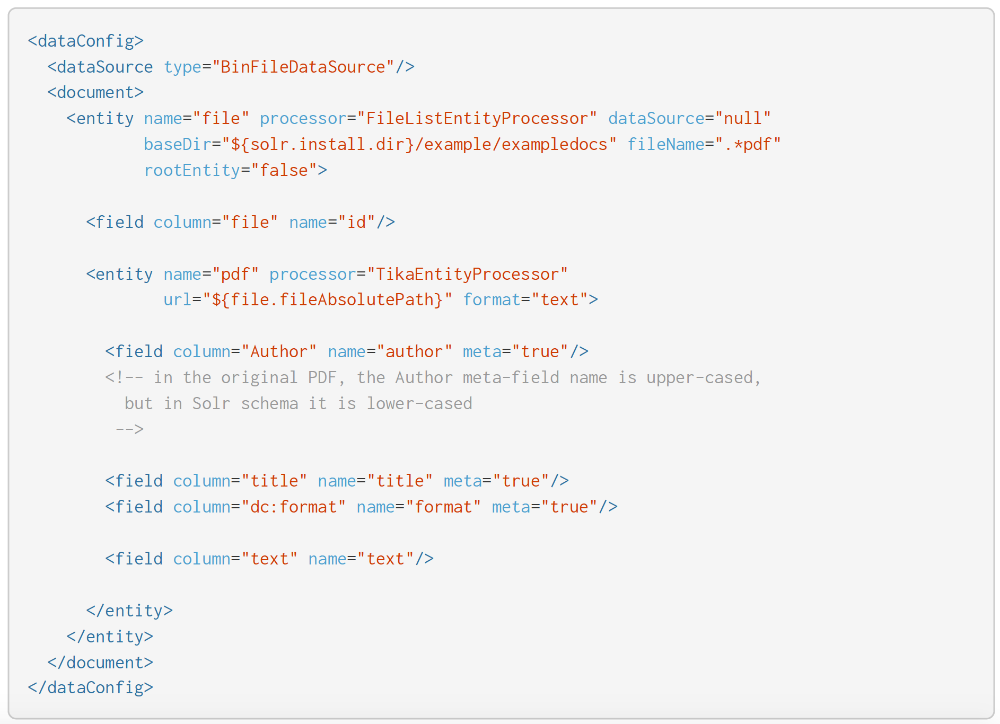 <dataConfig>
  <dataSource type="BinFileDataSource"/>
  <document>
    <entity name="file" processor="FileListEntityProcessor" dataSource="null"
            baseDir="${solr.install.dir}/example/exampledocs" fileName=".*pdf"
            rootEntity="false">

      <field column="file" name="id"/>

      <entity name="pdf" processor="TikaEntityProcessor"
              url="${file.fileAbsolutePath}" format="text">

        <field column="Author" name="author" meta="true"/>
        <!-- in the original PDF, the Author meta-field name is upper-cased,
          but in Solr schema it is lower-cased
         -->

        <field column="title" name="title" meta="true"/>
        <field column="dc:format" name="format" meta="true"/>

        <field column="text" name="text"/>

      </entity>
    </entity>
  </document>
</dataConfig>